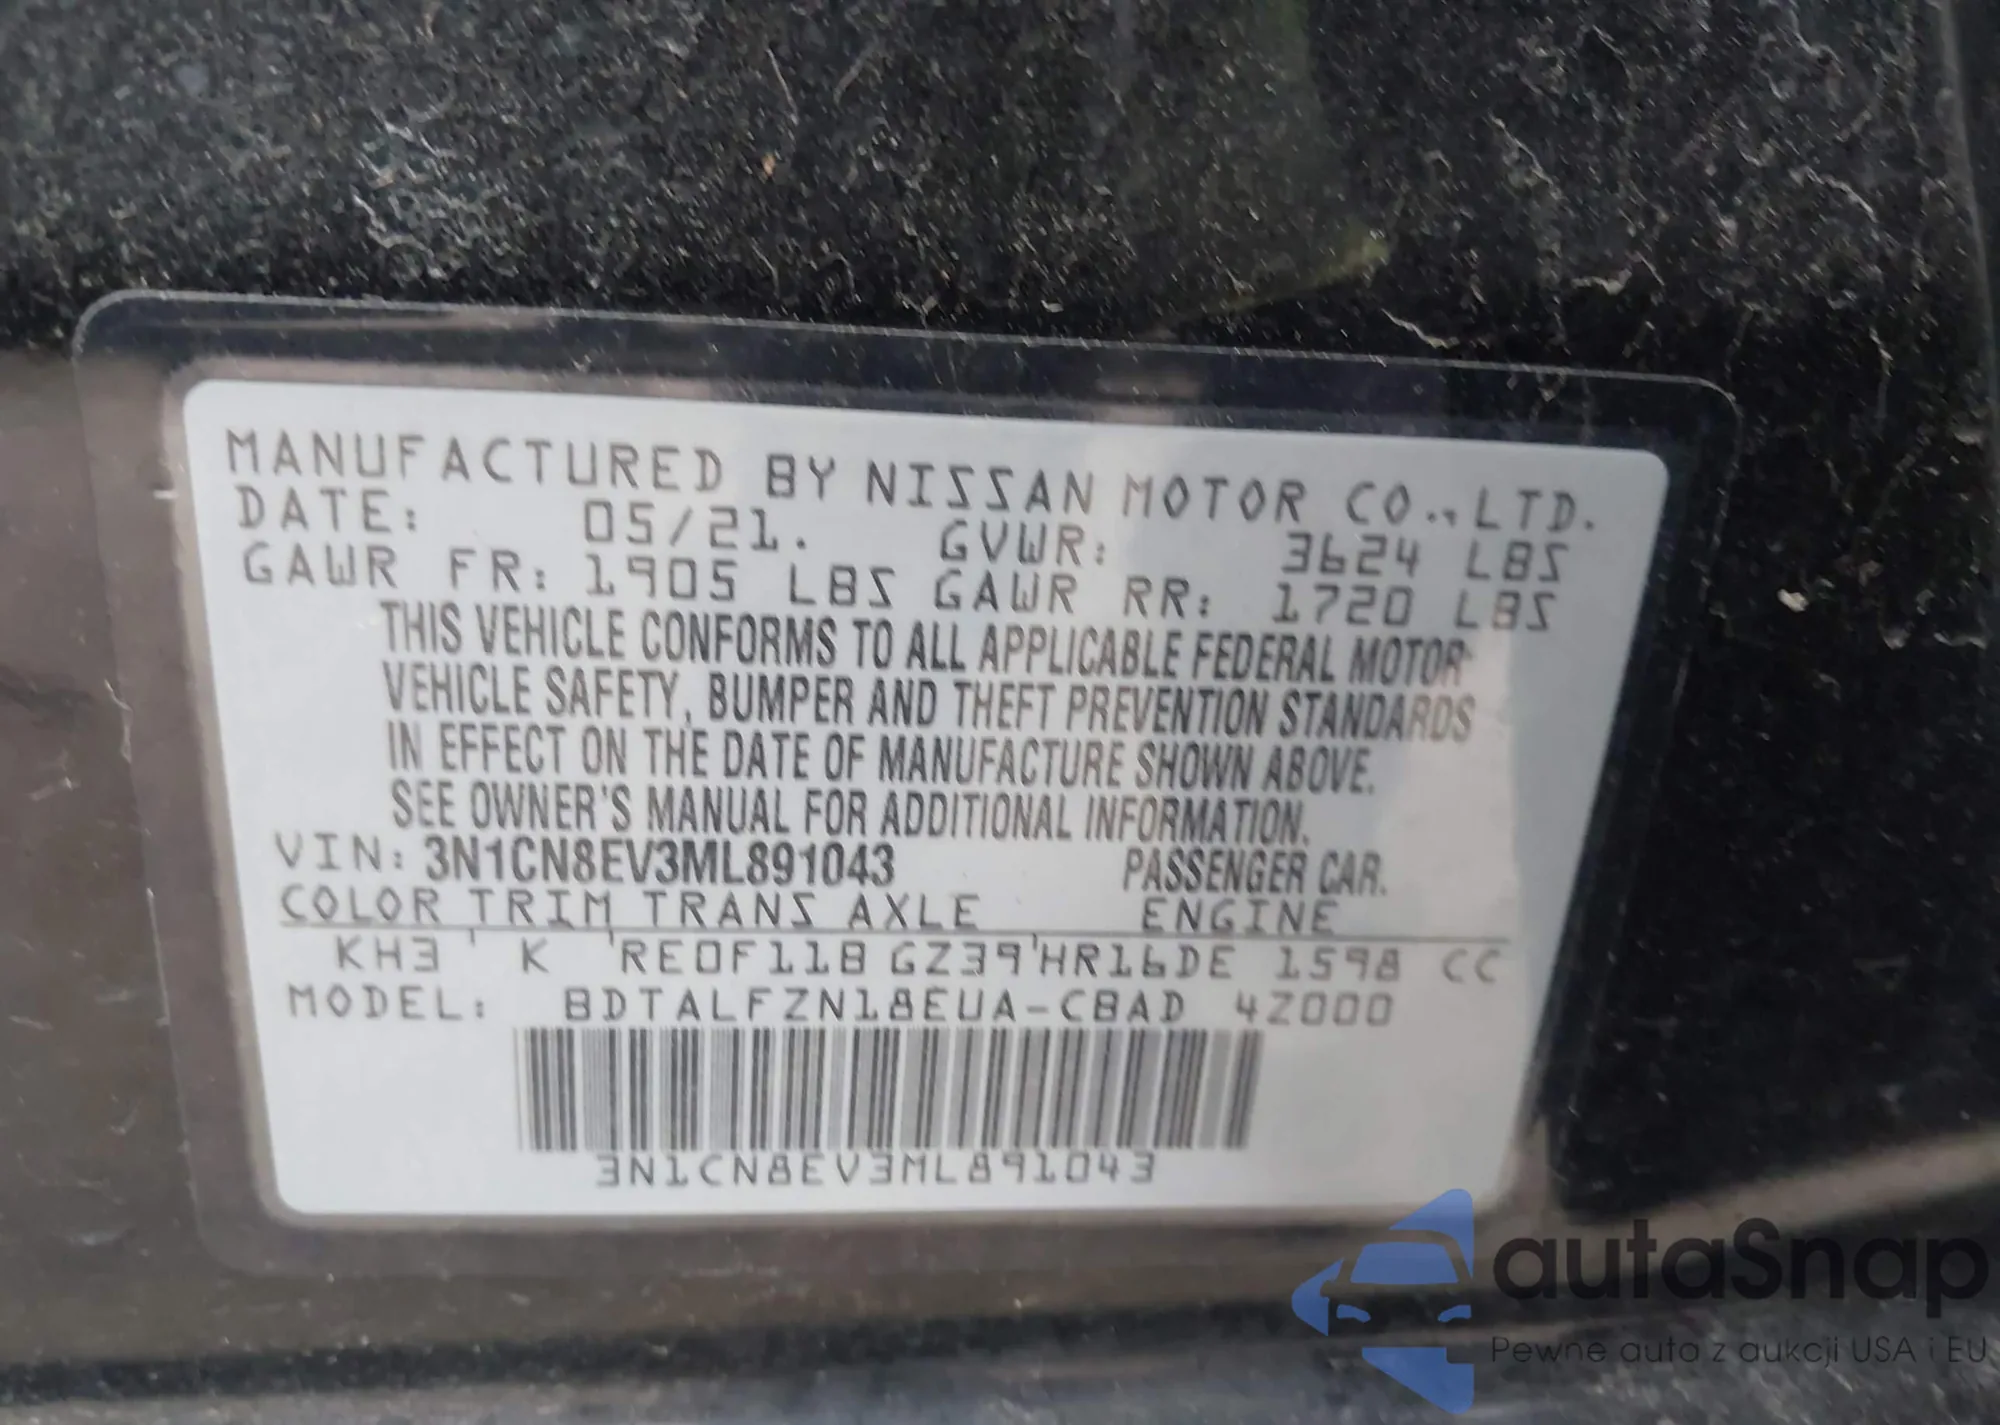 MANUFACTURED BY NISSAN MOTOR CO., LTD.
DATE: 05/21. GVWR: 3624 LBS
GAWR FR: 1905 LBS GAWR RR: 1720 LBS
THIS VEHICLE CONFORMS TO ALL APPLICABLE FEDERAL MOTOR
VEHICLE SAFETY, BUMPER AND THEFT PREVENTION STANDARDS
IN EFFECT ON THE DATE OF MANUFACTURE SHOWN ABOVE.
SEE OWNER'S MANUAL FOR ADDITIONAL INFORMATION.
VIN: 3N1CN8EV3ML891043 PASSENGER CAR.
COLOR TRIM TRANS AXLE ENGINE
KH3 K RE0F11B GZ39 HR16DE 1598 CC
MODEL: BDTALFZN18EUA-CBAD 4Z000
3N1CN8EV3ML891043
autaSnap
Pewne auta z aukcji USA i EU